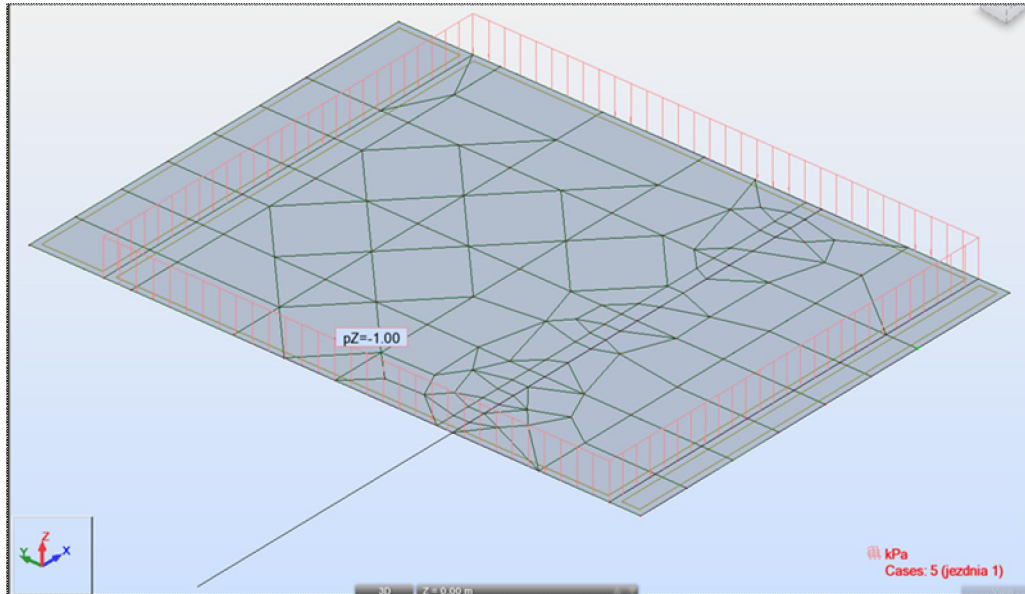 pZ=-1.00
Z
Y
X
kPa
Cases: 5 (jezdnia 1)
3D
Z = 0.00 m